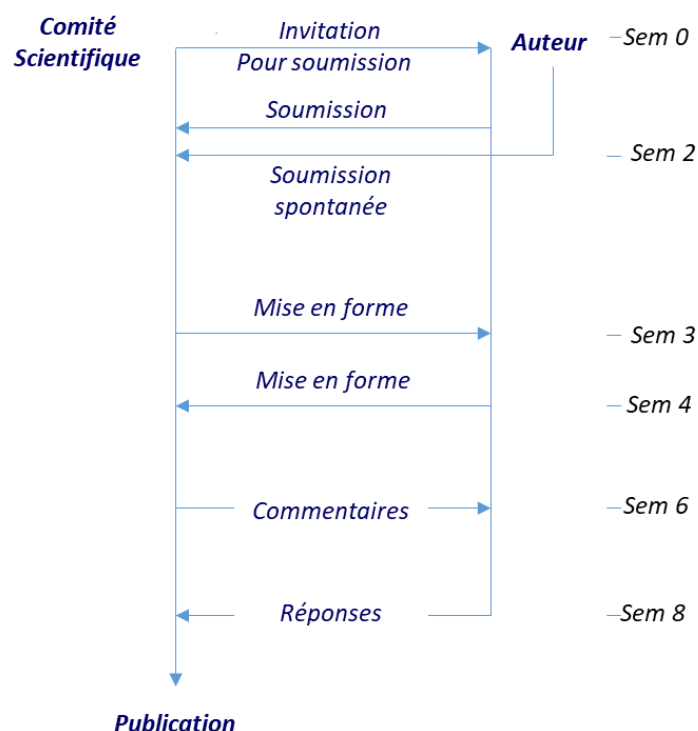 Comité
Scientifique
Invitation
Pour soumission
Auteur
Sem 0
Soumission
Sem 2
Soumission
spontanée
Mise en forme
Sem 3
Mise en forme
Sem 4
Commentaires
Sem 6
Réponses
Sem 8
Publication